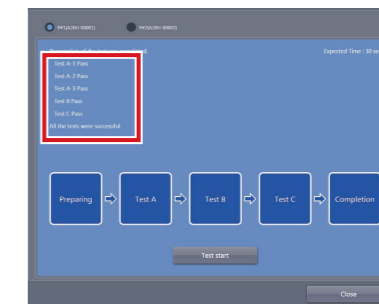 Test A-1 Pass
Test A-2 Pass
Test A-3 Pass
Test B Pass
Test C Pass
All the tests were successful.
Expected Time : 30
Preparing
Test A
Test B
Test C
Completion
Test start
Close